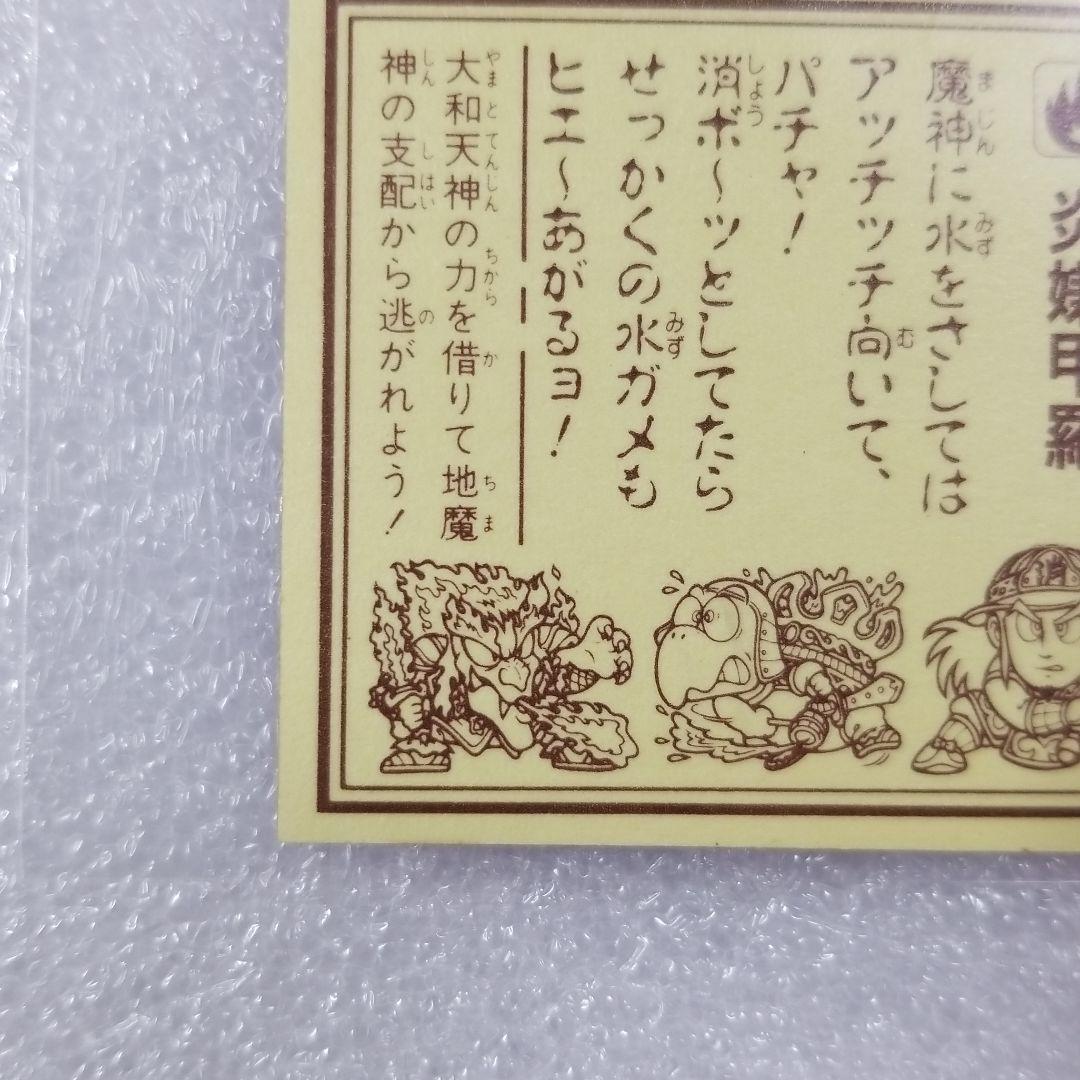 炎嬢甲羅
魔神に水をさしては
アッチチッチ向いて、
パチャ!
消ボ〜ッとしてたら
せっかくの水ガメも
ヒエ〜あがるヨ!
大和天神の力を借りて地魔
神の支配から逃がれよう!
消